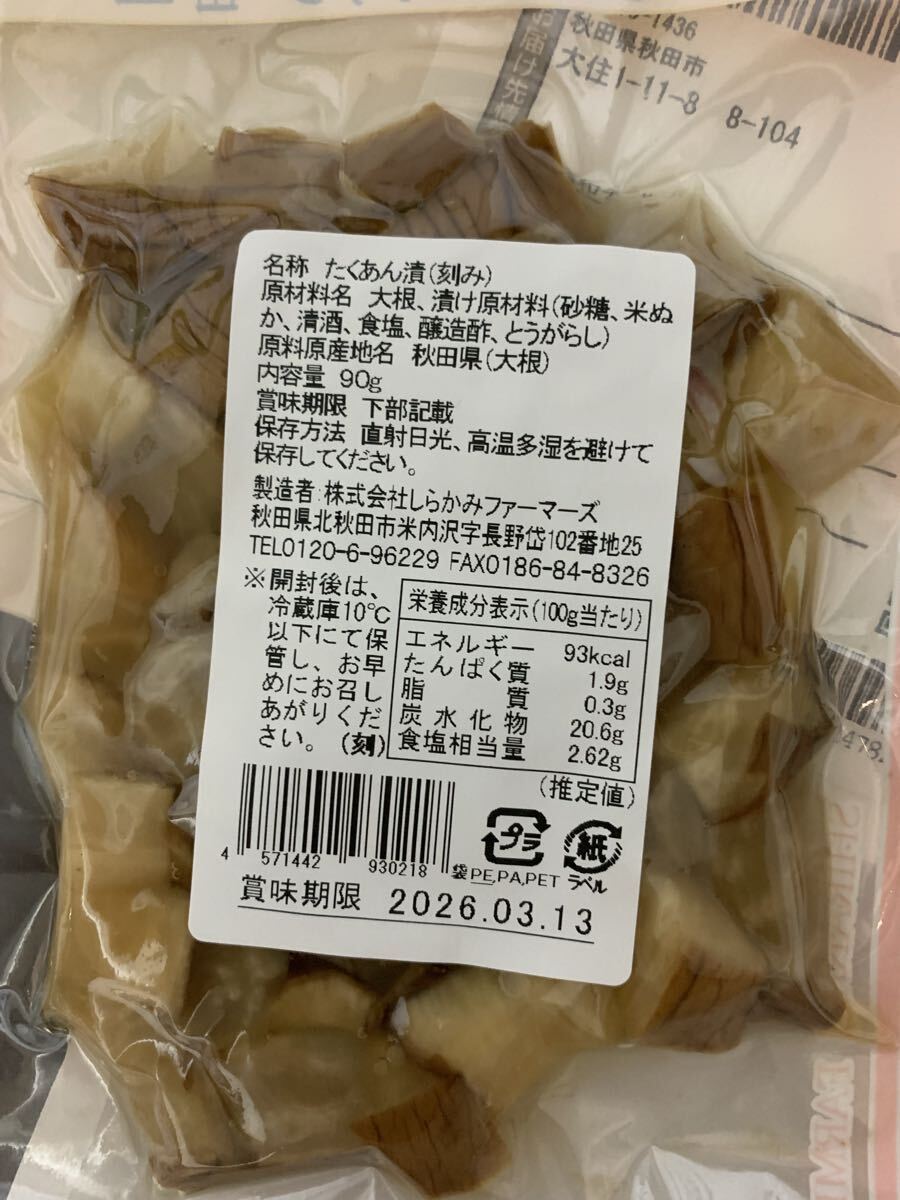 1436
秋田県秋田市
大住1-11-8 8-104
お届け先
名称 たくあん漬(刻み)
原材料名 大根、漬け原材料(砂糖、米ぬ
か、清酒、食塩、醸造酢、とうがらし)
原料原産地名 秋田県(大根)
内容量 90g
賞味期限 下部記載
保存方法 直射日光、高温多湿を避けて
保存してください。
製造者:株式会社しらかみファーマーズ
秋田県北秋田市米内沢字長野岱102番地25
TEL0120-6-96229 FAX0186-84-8326
※開封後は、
冷蔵庫10℃
以下にて保
管し、お早
めにお召し
あがりくだ
さい。 (刻)
栄養成分表示(100g当たり)
エネルギー 93kcal
たんぱく質 1.9g
脂質 0.3g
炭水化物 20.6g
食塩相当量 2.62g
(推定値)
4 571442 930218
プラ
紙
袋PE,PA,PET ラベル
賞味期限 2026.03.13